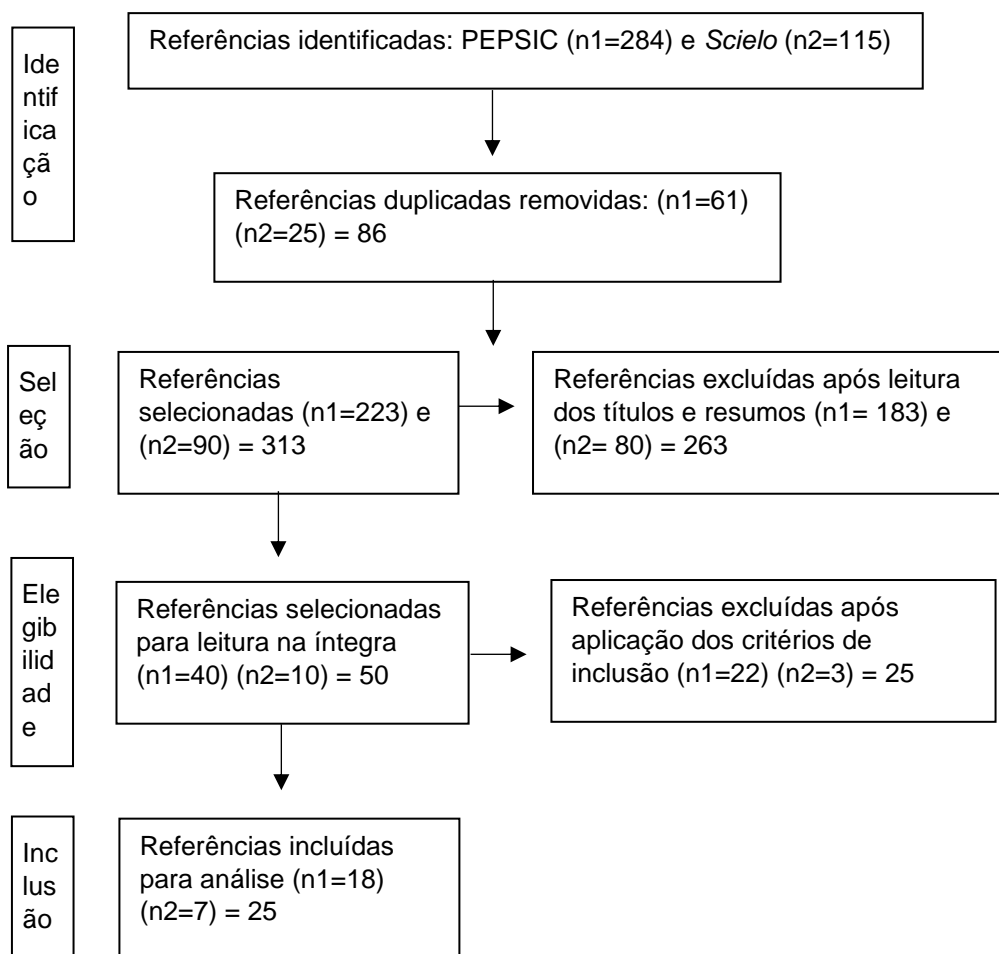 Ide
ntif
ica
çã
o
Referências identificadas: PEPSIC (n1=284) e Scielo (n2=115)
Referências duplicadas removidas: (n1=61)
(n2=25) = 86
Sel
eç
ão
Referências
selecionadas (n1=223) e
(n2=90) = 313
Referências excluídas após leitura
dos títulos e resumos (n1= 183) e
(n2= 80) = 263
Ele
gib
ilid
ad
e
Referências selecionadas
para leitura na íntegra
(n1=40) (n2=10) = 50
Referências excluídas após
aplicação dos critérios de
inclusão (n1=22) (n2=3) = 25
Inc
lus
ão
Referências incluídas
para análise (n1=18)
(n2=7) = 25